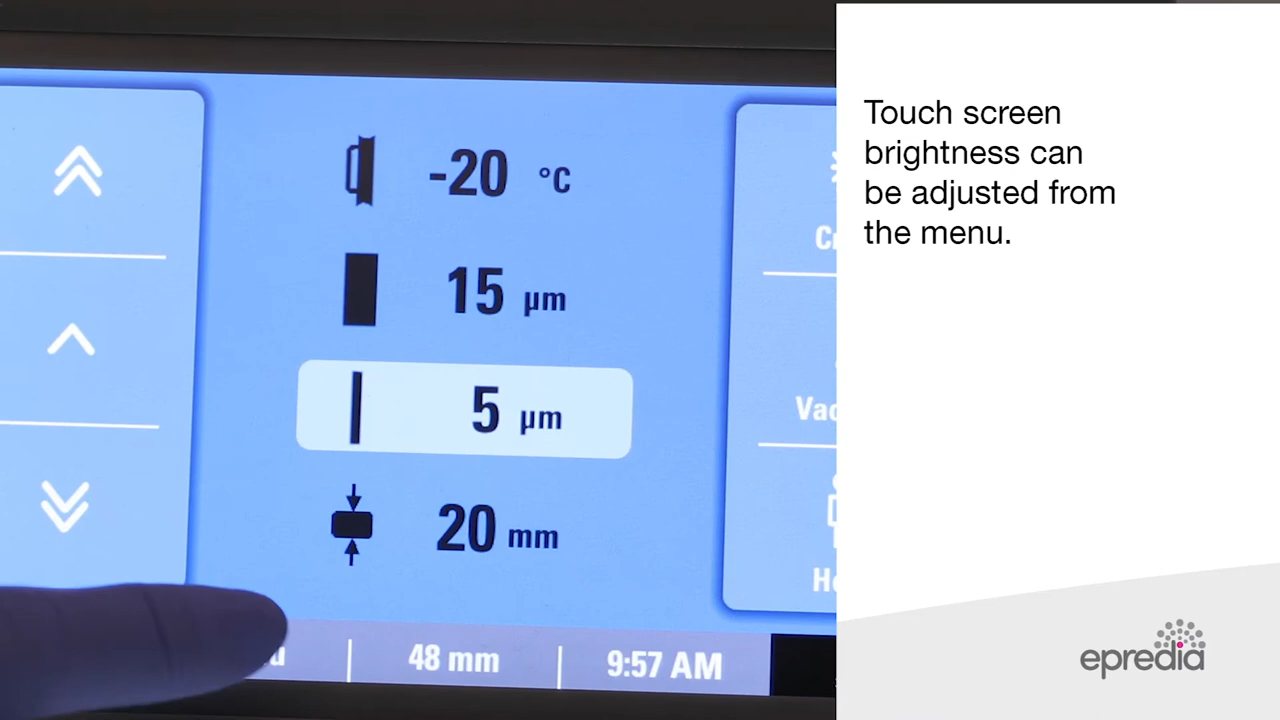 -20 °C
15 µm
5 µm
20 mm
48 mm
9:57 AM
Touch screen
brightness can
be adjusted from
the menu.
epredia